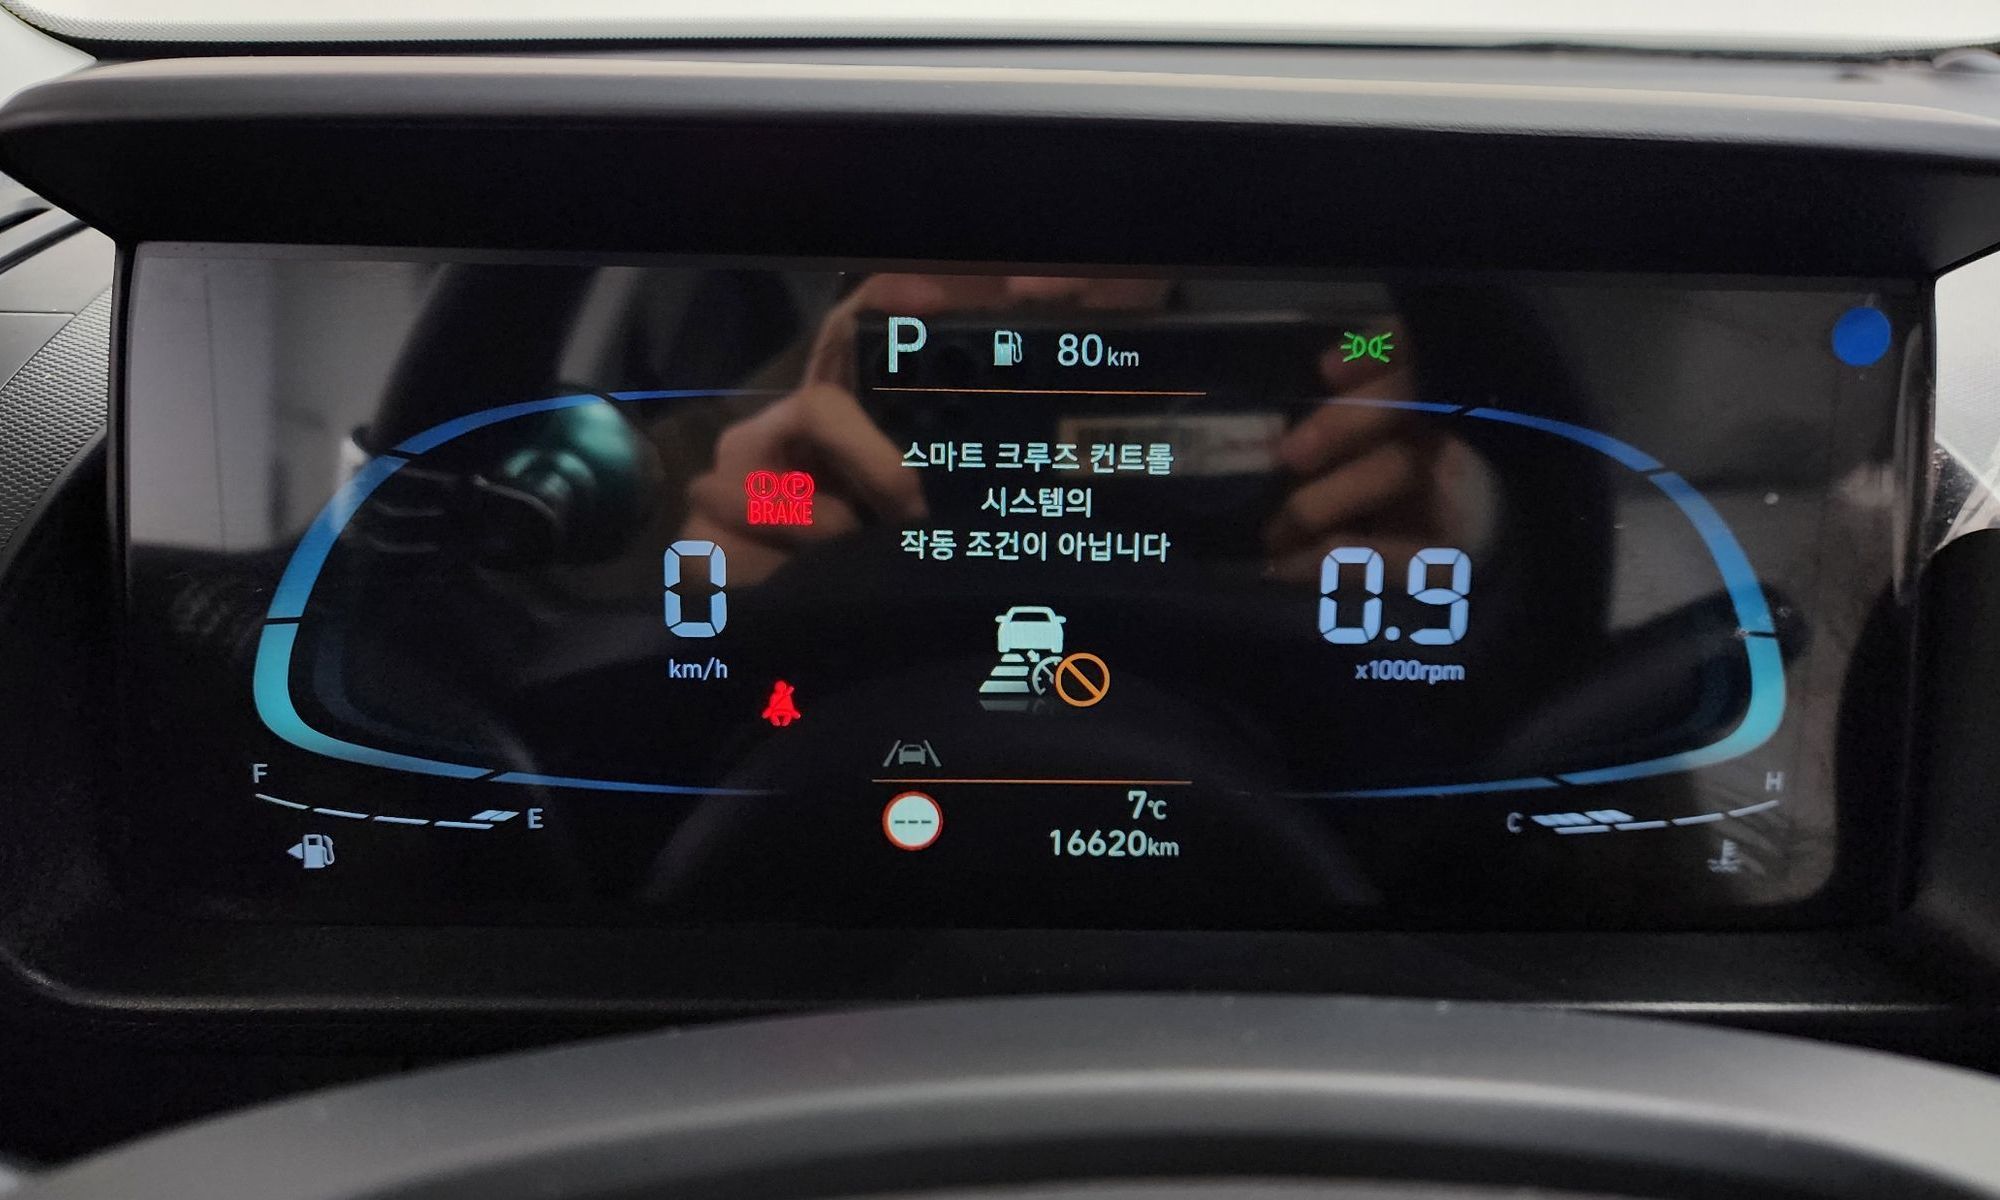 P 80km
스마트 크루즈 컨트롤
시스템의
작동 조건이 아닙니다
! P
BRAKE
0
km/h
0.9
x1000rpm
F E
C H
---
7℃
16620km